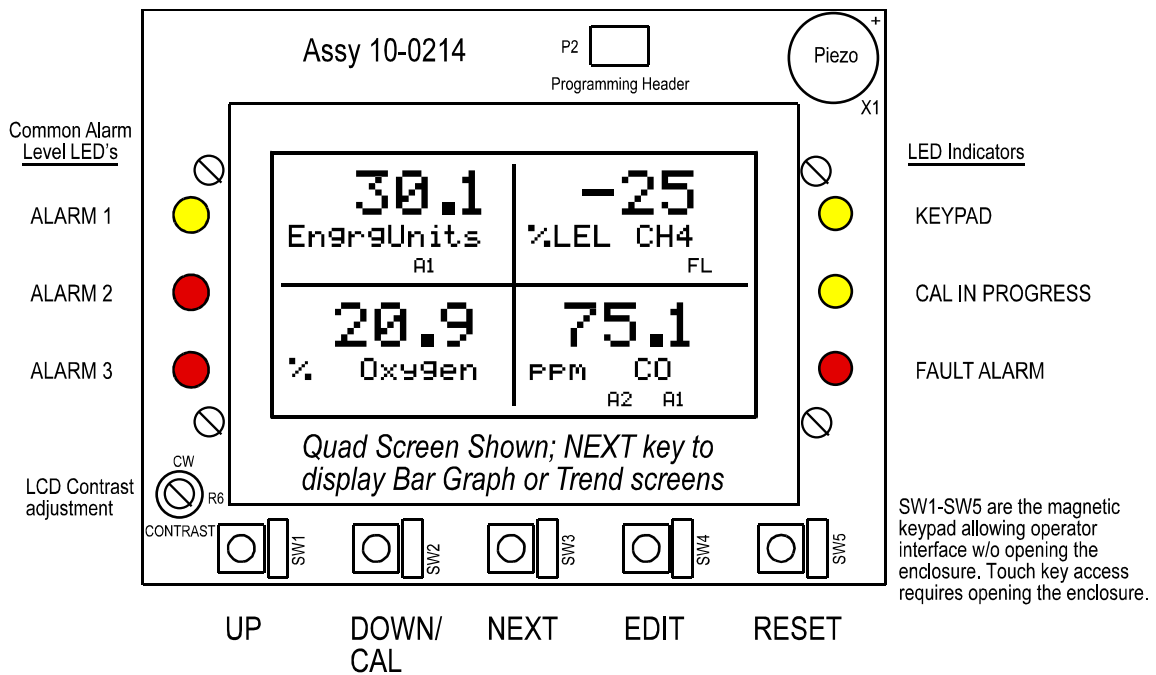 Assy 10-0214
P2
Programming Header
+
Piezo
X1
Common Alarm
Level LED's
ALARM 1
ALARM 2
ALARM 3
LED Indicators
KEYPAD
CAL IN PROGRESS
FAULT ALARM
30.1
EngrgUnits
A1
-25
%LEL CH4
FL
20.9
% Oxygen
75.1
ppm CO
A2 A1
Quad Screen Shown; NEXT key to
display Bar Graph or Trend screens
LCD Contrast
adjustment
CW
R6
CONTRAST
SW1
SW2
SW3
SW4
SW5
SW1-SW5 are the magnetic
keypad allowing operator
interface w/o opening the
enclosure. Touch key access
requires opening the enclosure.
UP
DOWN/
CAL
NEXT
EDIT
RESET